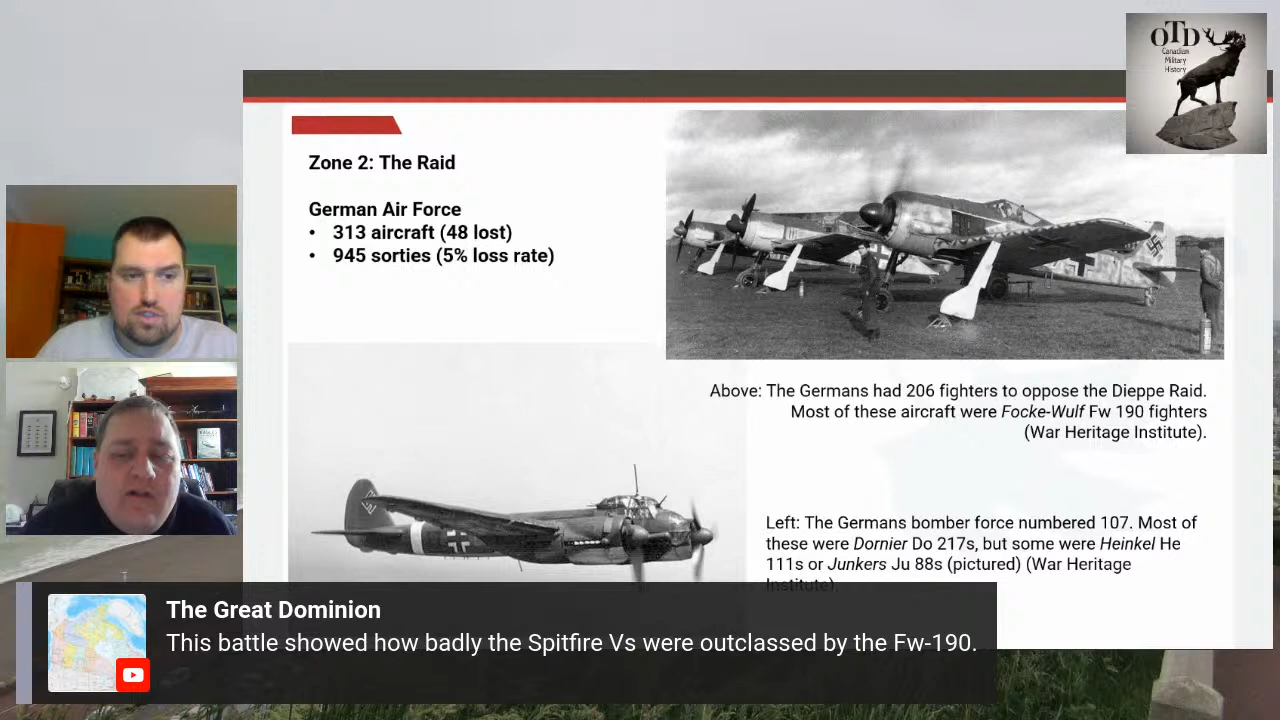 OTD
Canadian
Military
History
Zone 2: The Raid
German Air Force
• 313 aircraft (48 lost)
• 945 sorties (5% loss rate)
Above: The Germans had 206 fighters to oppose the Dieppe Raid.
Most of these aircraft were Focke-Wulf Fw 190 fighters
(War Heritage Institute).
Left: The Germans bomber force numbered 107. Most of
these were Dornier Do 217s, but some were Heinkel He
111s or Junkers Ju 88s (pictured) (War Heritage
Institute).
The Great Dominion
This battle showed how badly the Spitfire Vs were outclassed by the Fw-190.